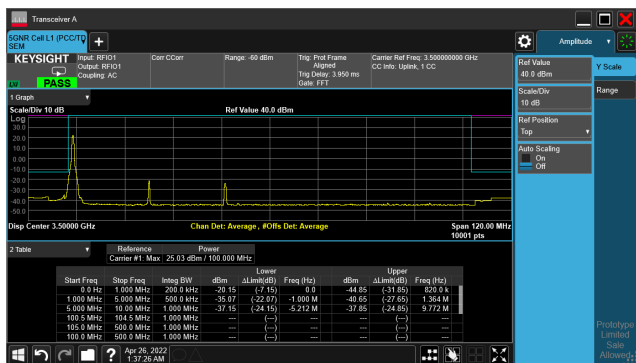 Transceiver A
5GNR Cell L1 (PCC/TD
SEM
Amplitude
KEYSIGHT
Input: RFIO1
Output: RFIO1
Coupling: AC
Corr CCorr
Range: -60 dBm
Trig: Prot Frame
Aligned
Trig Delay: 3.950 ms
Gate: FFT
Carrier Ref Freq: 3.500000000 GHz
CC Info: Uplink, 1 CC
PASS
Ref Value
40.0 dBm
Y Scale
Scale/Div
10 dB
Range
Ref Position
Top
Auto Scaling
On
Off
1 Graph
Scale/Div 10 dB
Ref Value 40.0 dBm
Log
30.0
20.0
10.0
0.00
-10.0
-20.0
-30.0
-40.0
-50.0
Disp Center 3.50000 GHz
Chan Det: Average , #Offs Det: Average
Span 120.00 MHz
10001 pts
2 Table
Reference Power
Carrier #1: Max 25.03 dBm / 100.000 MHz
Lower Upper
Start Freq Stop Freq Integ BW dBm ΔLimit(dB) Freq (Hz) dBm ΔLimit(dB) Freq (Hz)
0.0 Hz 1.000 MHz 200.0 kHz -20.15 (-7.15) 0.0 -44.85 (-31.85) 820.0 k
1.000 MHz 5.000 MHz 500.0 kHz -35.07 (-22.07) -1.000 M -40.65 (-27.65) 1.364 M
5.000 MHz 10.00 MHz 1.000 MHz -37.15 (-24.15) -5.212 M -37.85 (-24.85) 9.772 M
100.5 MHz 104.5 MHz 1.000 MHz --- (---) --- --- (---) ---
105.0 MHz 500.0 MHz 1.000 MHz --- (---) --- --- (---) ---
100.0 MHz 500.0 MHz 1.000 MHz --- (---) --- --- (---) ---
Prototype
Limited
Sale
Allowed
Apr 26, 2022
1:37:26 AM